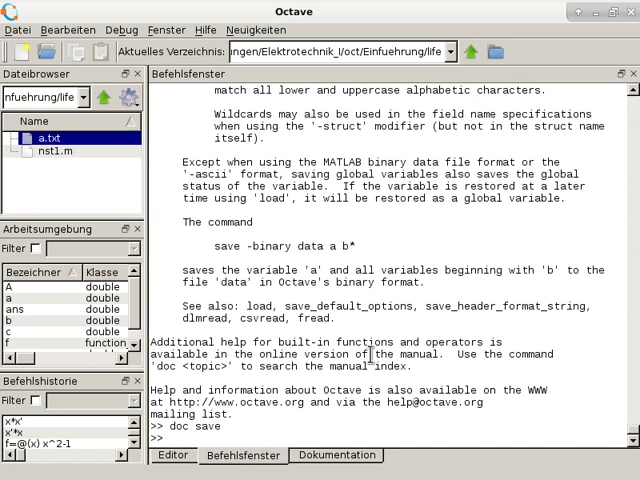 Octave
Datei Bearbeiten Debug Fenster Hilfe Neuigkeiten
Aktuelles Verzeichnis: ungen/Elektrotechnik_I/oct/Einfuehrung/life
Dateibrowser
nfuehrung/life
Name
a.txt
nst1.m
Arbeitsumgebung
Filter
Bezeichner Klasse
A double
a double
ans double
b double
c double
f function
Befehlshistorie
Filter
x*x'
x'*x
f=@(x) x^2-1
Befehlsfenster
match all lower and uppercase alphabetic characters.
Wildcards may also be used in the field name specifications
when using the '-struct' modifier (but not in the struct name
itself).
Except when using the MATLAB binary data file format or the
'-ascii' format, saving global variables also saves the global
status of the variable.  If the variable is restored at a later
time using 'load', it will be restored as a global variable.
The command
save -binary data a b*
saves the variable 'a' and all variables beginning with 'b' to the
file 'data' in Octave's binary format.
See also: load, save_default_options, save_header_format_string,
dlmread, csvread, fread.
Additional help for built-in functions and operators is
available in the online version of the manual.  Use the command
'doc <topic>' to search the manual index.
Help and information about Octave is also available on the WWW
at http://www.octave.org and via the help@octave.org
mailing list.
>> doc save
>>
Editor Befehlsfenster Dokumentation